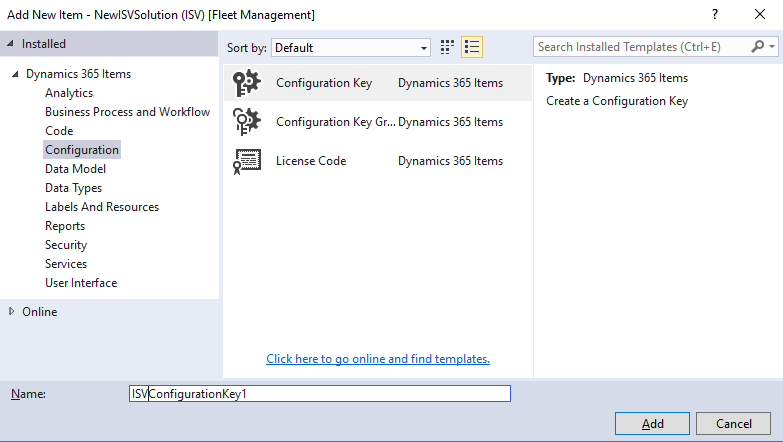 Add New Item - NewISVSolution (ISV) [Fleet Management]
? 
Installed
Sort by: Default
Search Installed Templates (Ctrl+E)
Dynamics 365 Items
Analytics
Business Process and Workflow
Code
Configuration
Data Model
Data Types
Labels And Resources
Reports
Security
Services
User Interface
Online
Configuration Key Dynamics 365 Items
Configuration Key Gr... Dynamics 365 Items
License Code Dynamics 365 Items
Click here to go online and find templates.
Type: Dynamics 365 Items
Create a Configuration Key
Name: ISVConfigurationKey1
Add Cancel